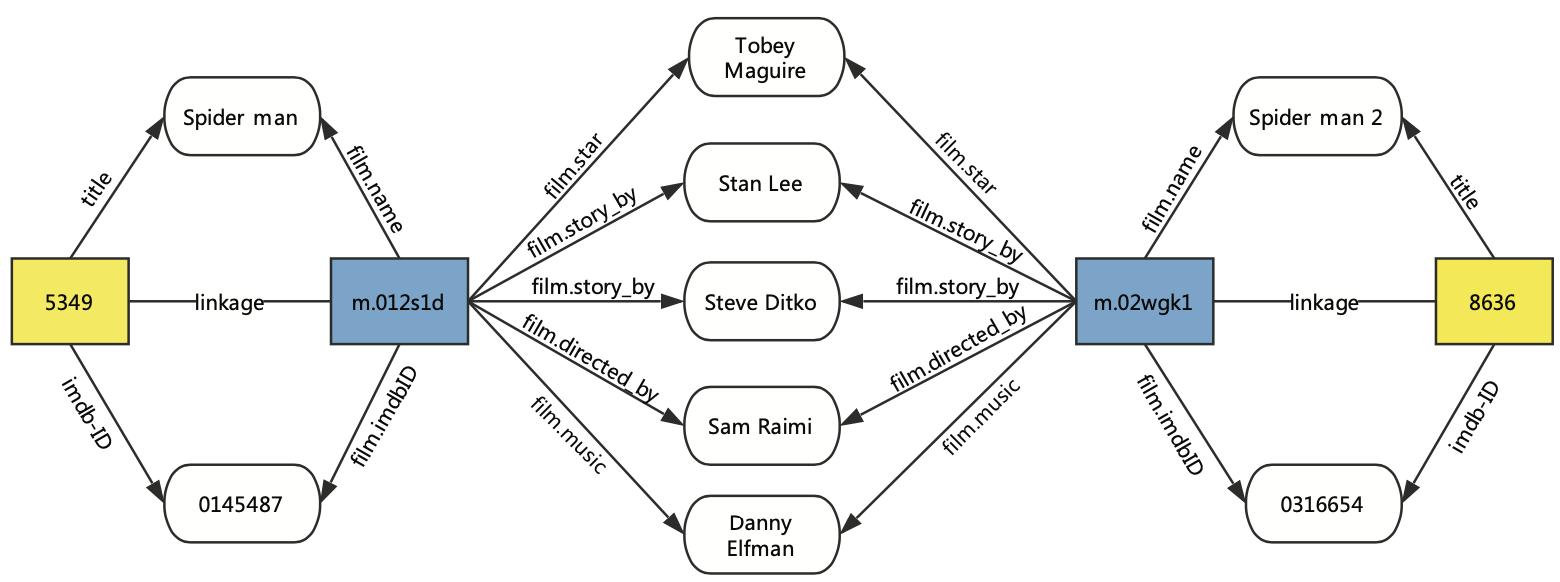 Tobey
Maguire
Spider man
Spider man 2
title
film.name
film.star
film.star
film.name
title
Stan Lee
film.story_by
film.story_by
5349
linkage
m.012s1d
film.story_by
Steve Ditko
film.story_by
m.02wgk1
linkage
8636
film.directed_by
film.directed_by
imdb-ID
film.imdbID
film.music
Sam Raimi
film.music
film.imdbID
imdb-ID
0145487
0316654
Danny
Elfman